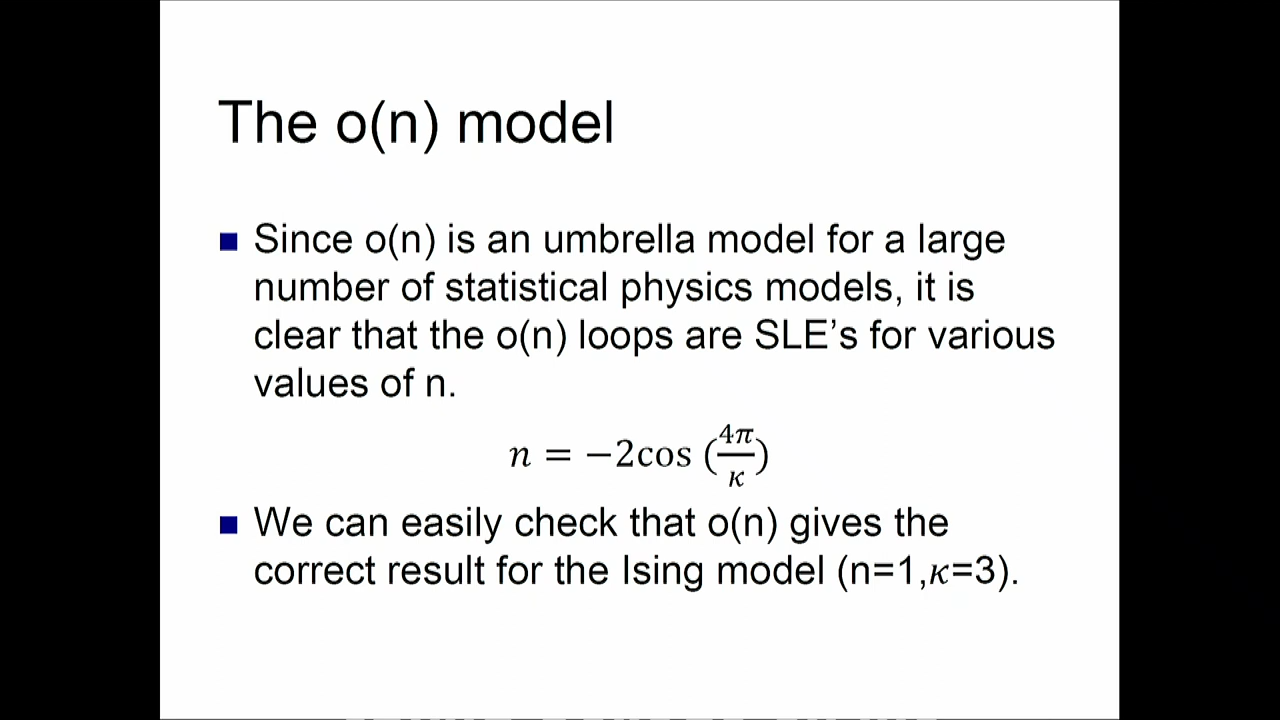 The o(n) model
■ Since o(n) is an umbrella model for a large
number of statistical physics models, it is
clear that the o(n) loops are SLE’s for various
values of n.
n = −2cos (4π/κ)
■ We can easily check that o(n) gives the
correct result for the Ising model (n=1,κ=3).